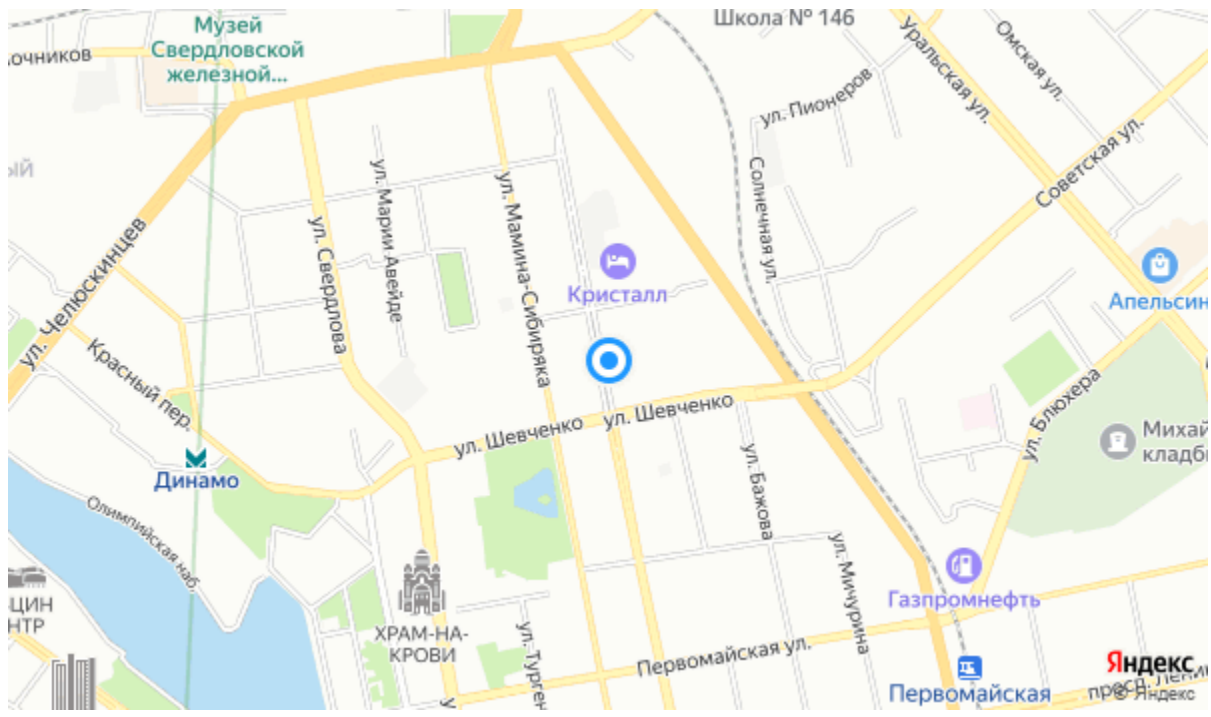 Музей
Свердловской
железной...
Школа № 146
Уральская ул.
Омская ул.
ул. Пионеров
Советская ул.
Солнечная ул.
ул. Марии Авейде
ул. Мамина-Сибиряка
ул. Свердлова
ул. Челюскинцев
Кристалл
Апельсин
Красный пер.
ул. Блюхера
ул. Шевченко
ул. Шевченко
ул. Бажова
Динамо
Олимпийская наб.
ул. Мичурина
Газпромнефть
ХРАМ-НА-
КРОВИ
Первомайская ул.
Первомайская
Яндекс
© Яндекс